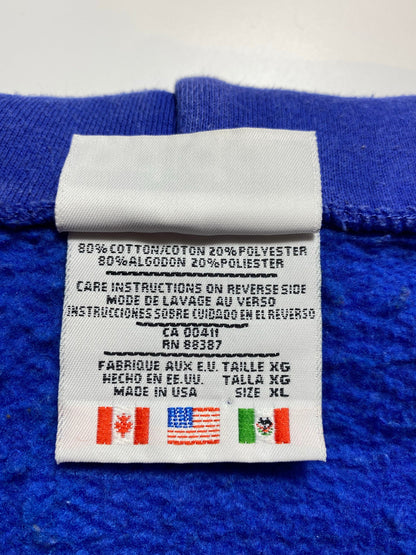 80% COTTON/COTON 20% POLYESTER
80% ALGODON 20% POLIESTER
CARE INSTRUCTIONS ON REVERSE SIDE
MODE DE LAVAGE AU VERSO
INSTRUCCIONES SOBRE CUIDADO EN EL REVERSO
CA 00411
RN 88387
FABRIQUE AUX E.U. TAILLE XG
HECHO EN EE.UU. TALLA XG
MADE IN USA SIZE XL